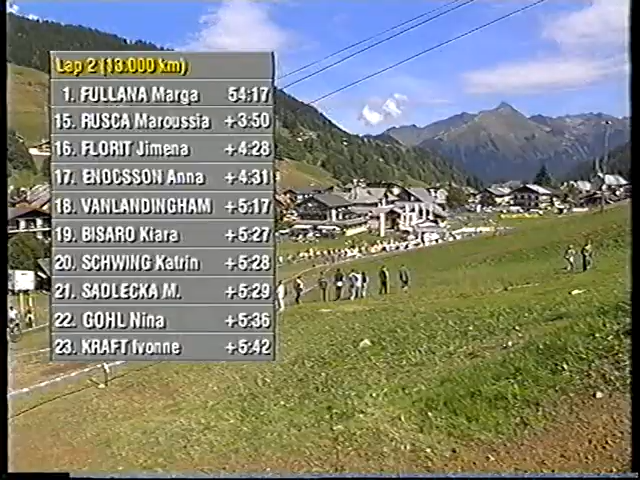 Lap 2 (13.000 km)
1. FULLANA Marga 54:17
15. RUSCA Maroussia +3:50
16. FLORIT Jimena +4:28
17. ENOCSSON Anna +4:31
18. VANLANDINGHAM +5:17
19. BISARO Kiara +5:27
20. SCHWING Katrin +5:28
21. SADLECKA M. +5:29
22. GOHL Nina +5:36
23. KRAFT Ivonne +5:42